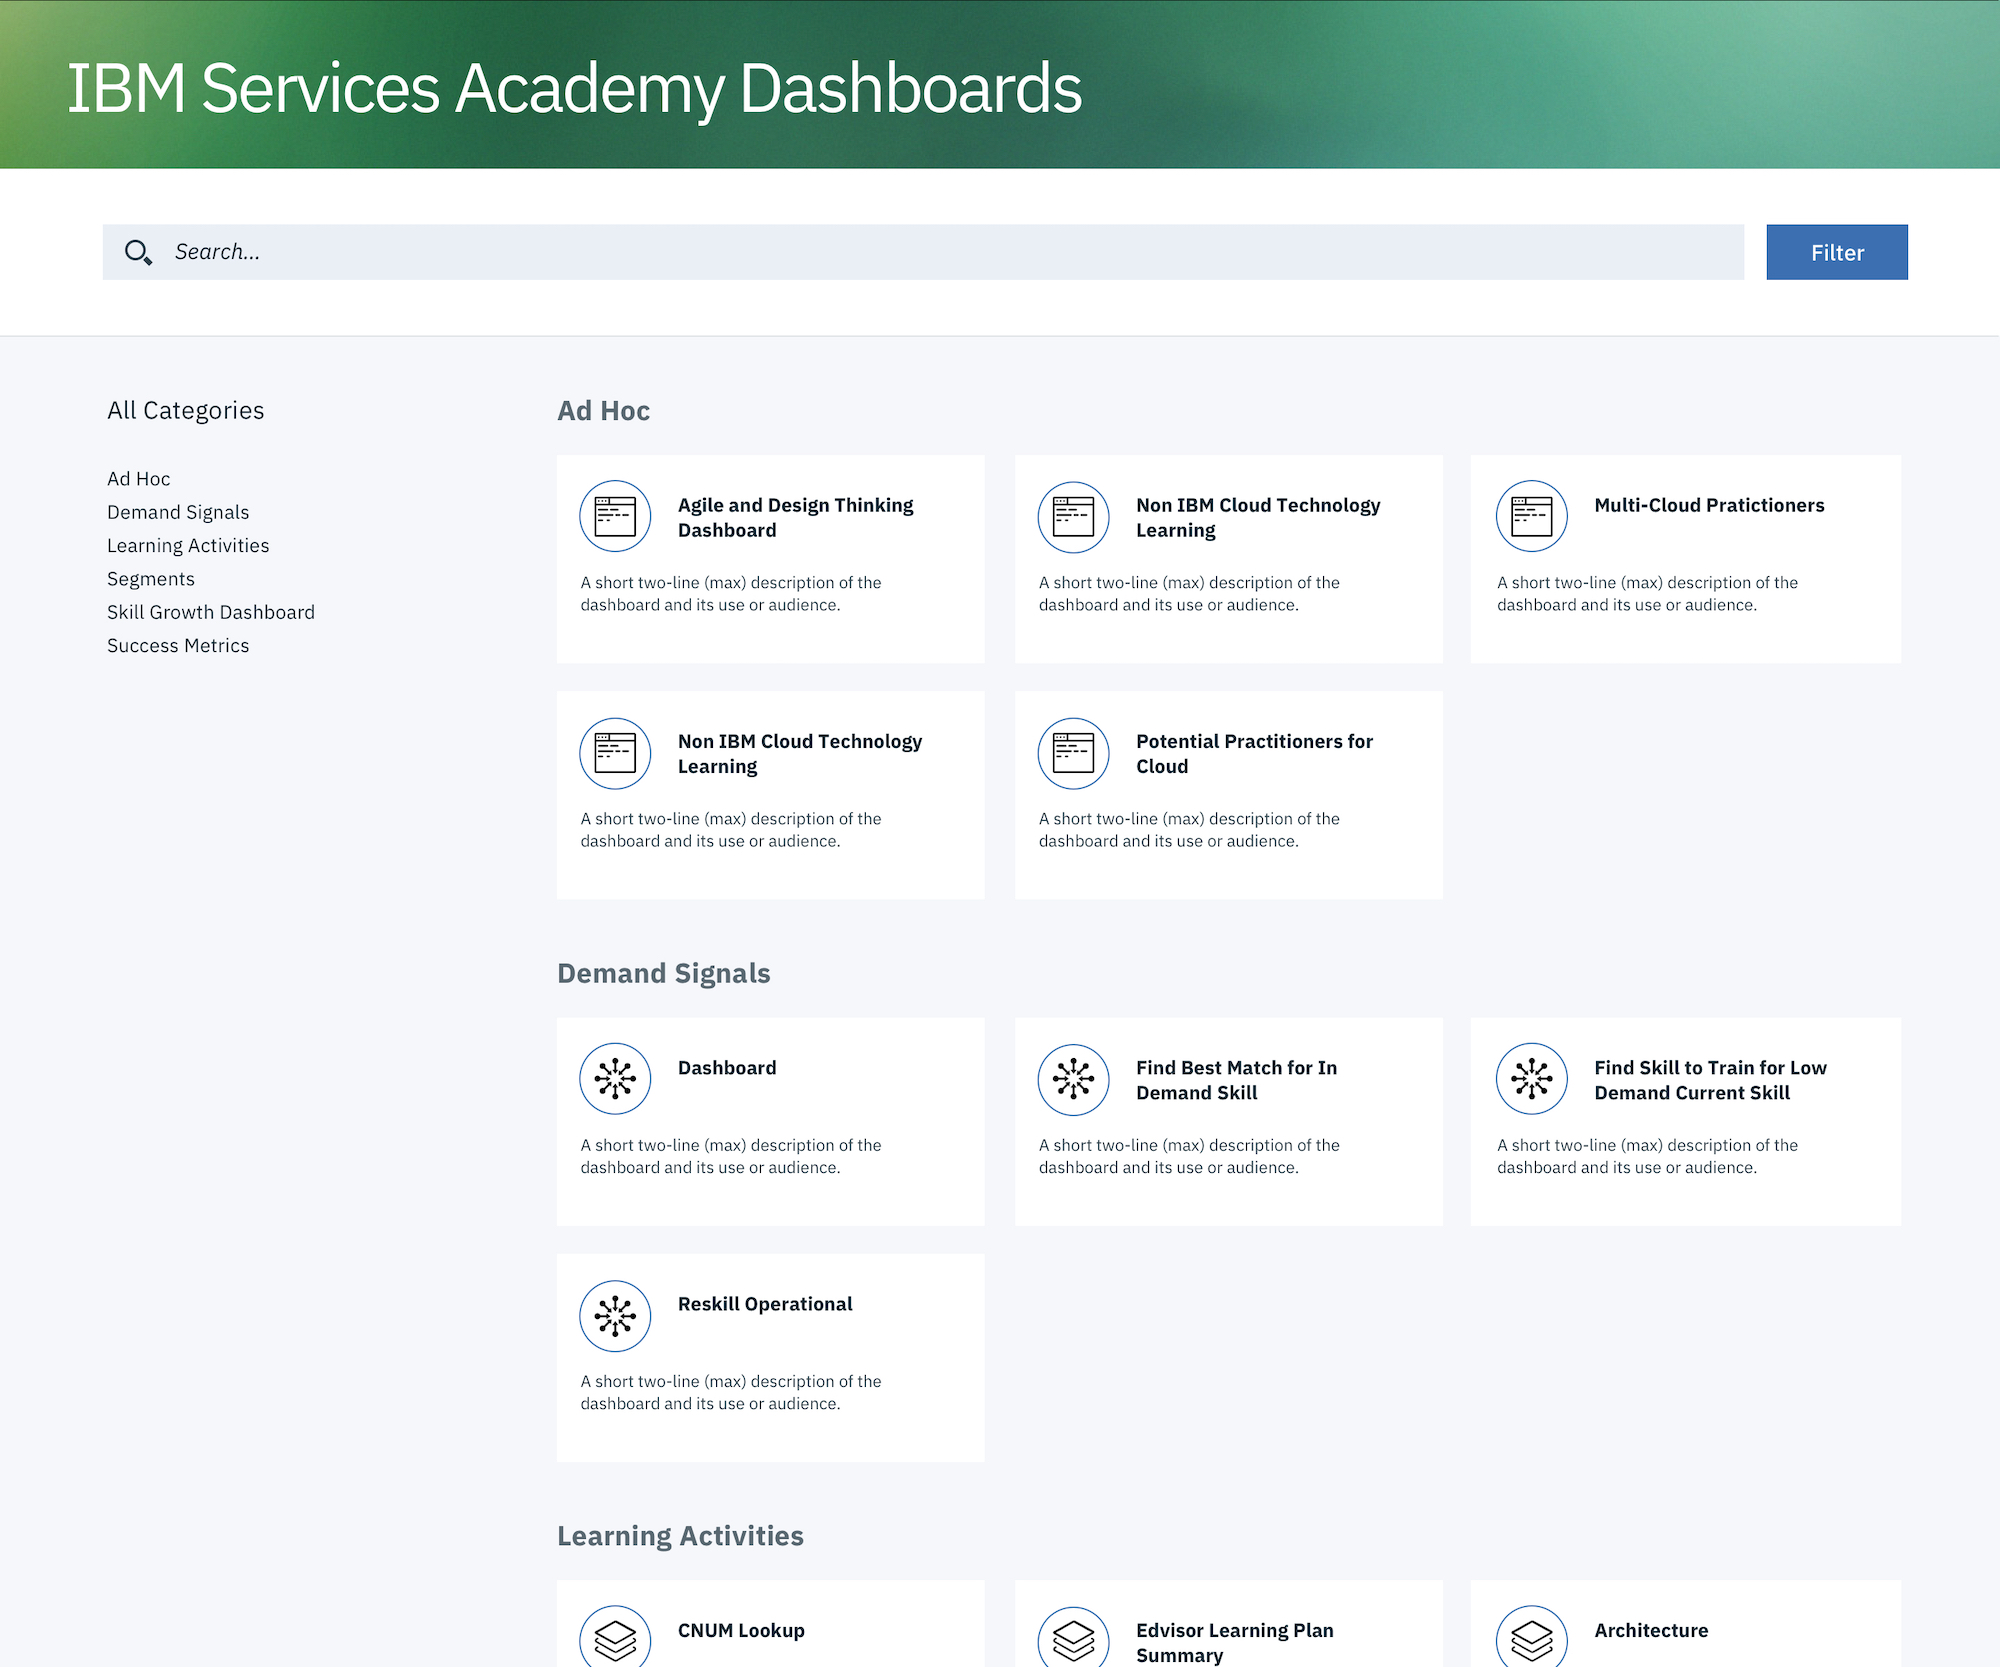 IBM Services Academy Dashboards
Search...
Filter
All Categories
Ad Hoc
Demand Signals
Learning Activities
Segments
Skill Growth Dashboard
Success Metrics
Ad Hoc
Agile and Design Thinking
Dashboard
A short two-line (max) description of the
dashboard and its use or audience.
Non IBM Cloud Technology
Learning
A short two-line (max) description of the
dashboard and its use or audience.
Multi-Cloud Pratictioners
A short two-line (max) description of the
dashboard and its use or audience.
Non IBM Cloud Technology
Learning
A short two-line (max) description of the
dashboard and its use or audience.
Potential Practitioners for
Cloud
A short two-line (max) description of the
dashboard and its use or audience.
Demand Signals
Dashboard
A short two-line (max) description of the
dashboard and its use or audience.
Find Best Match for In
Demand Skill
A short two-line (max) description of the
dashboard and its use or audience.
Find Skill to Train for Low
Demand Current Skill
A short two-line (max) description of the
dashboard and its use or audience.
Reskill Operational
A short two-line (max) description of the
dashboard and its use or audience.
Learning Activities
CNUM Lookup
Edvisor Learning Plan
Summary
Architecture